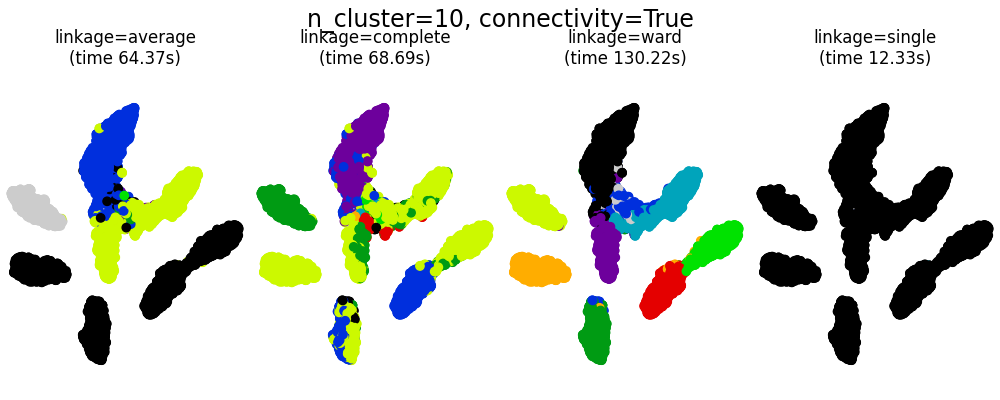 n_cluster=10, connectivity=True
linkage=average
(time 64.37s)
linkage=complete
(time 68.69s)
linkage=ward
(time 130.22s)
linkage=single
(time 12.33s)